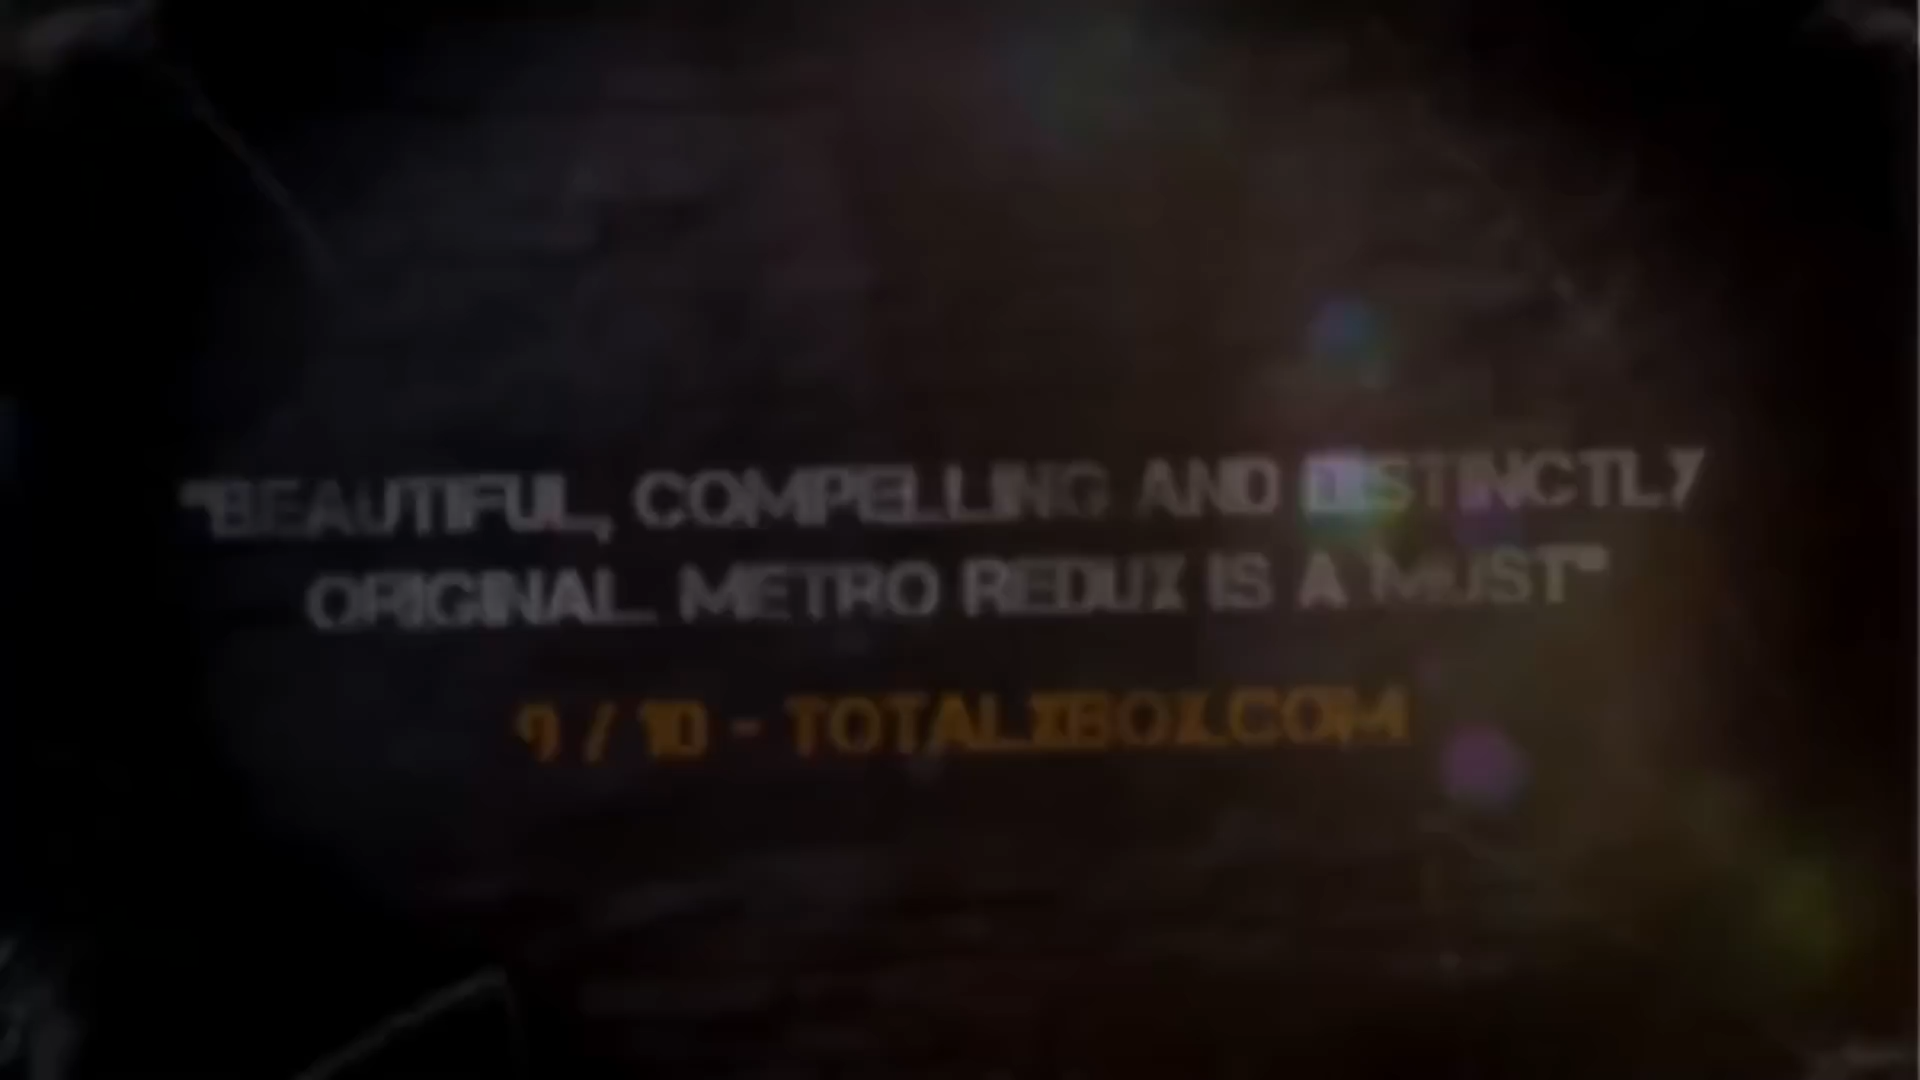 "BEAUTIFUL, COMPELLING AND DISTINCTLY
ORIGINAL. METRO REDUX IS A MUST"
9 / 10 - TOTALXBOX.COM